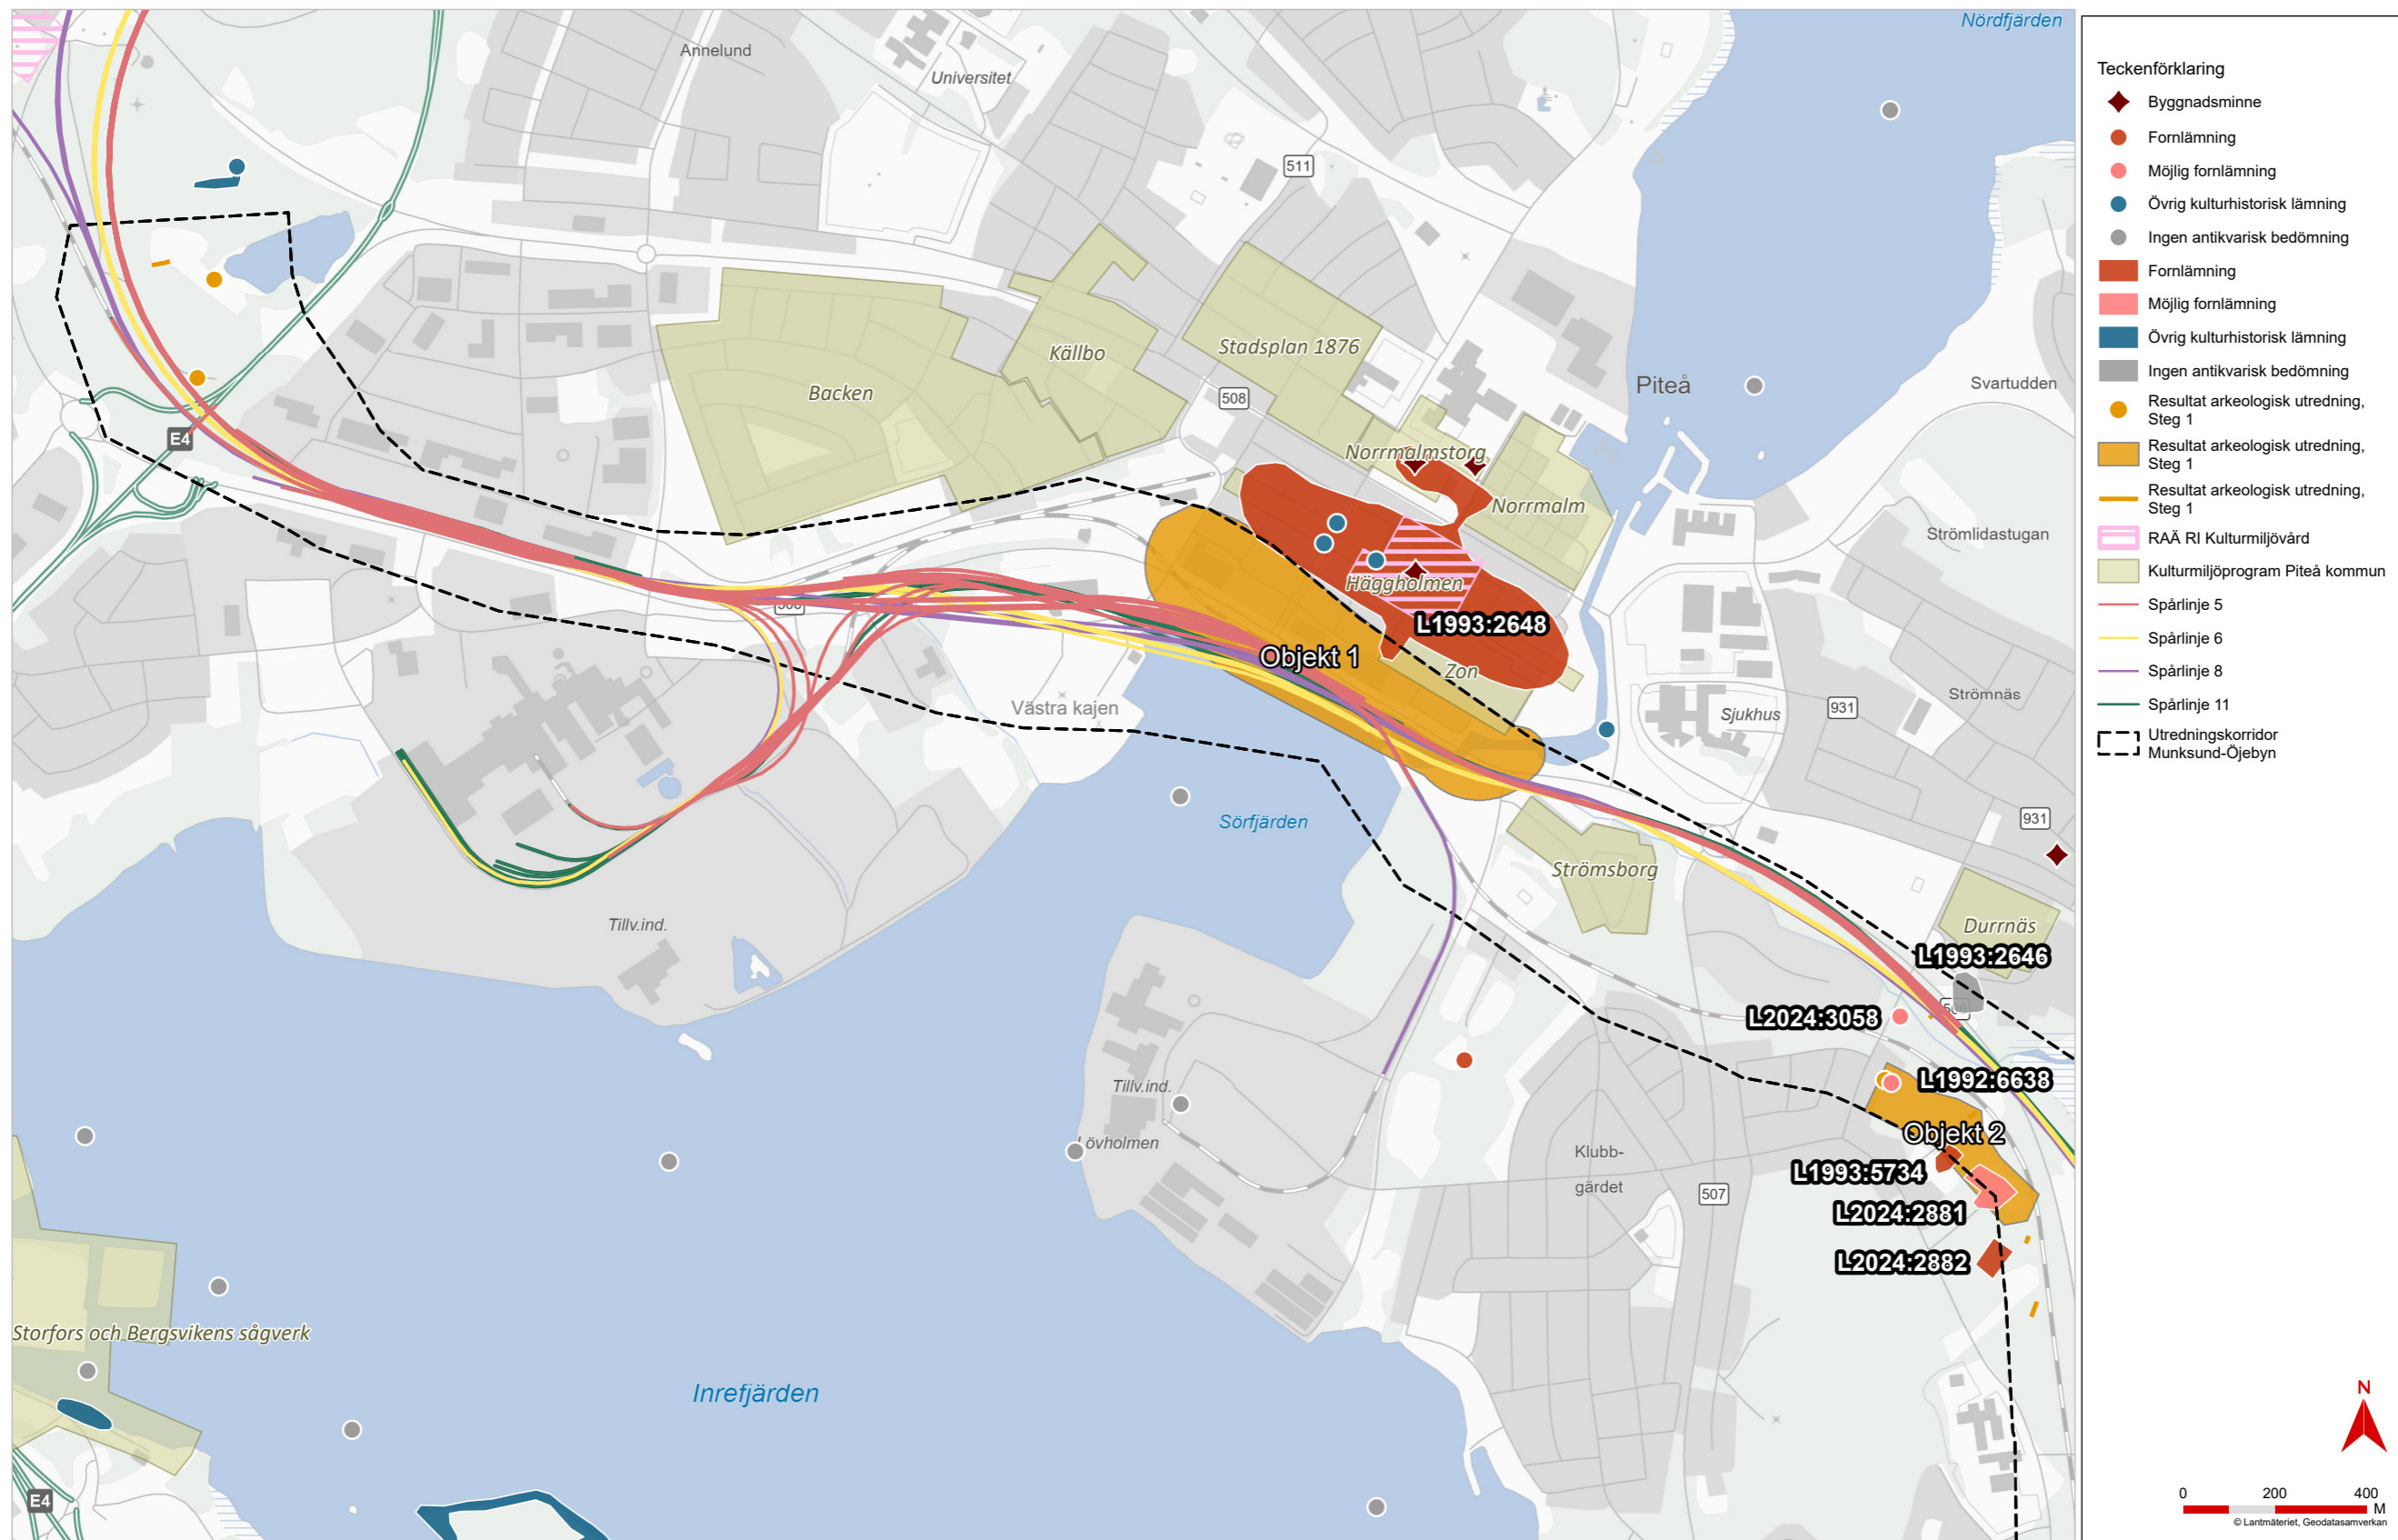 Nördfjärden
Annelund
Universitet
511
Källbo
Stadsplan 1876
Backen
508
Piteå
Svartudden
E4
Norrmalmstorg
Norrmalm
Strömlidastugan
Häggholmen
L1993:2648
Objekt 1
Zon
Västra kajen
Sjukhus
931
Strömnäs
Sörfjärden
931
Strömsborg
Tillv.ind.
Durrnäs
L1993:2646
L2024:3058
L1992:6638
Tillv.ind.
Lövholmen
Objekt 2
Klubb-
gärdet
507
L1993:5734
L2024:2881
L2024:2882
Storfors och Bergsvikens sågverk
Inrefjärden
E4
Teckenförklaring
Byggnadsminne
Fornlämning
Möjlig fornlämning
Övrig kulturhistorisk lämning
Ingen antikvarisk bedömning
Fornlämning
Möjlig fornlämning
Övrig kulturhistorisk lämning
Ingen antikvarisk bedömning
Resultat arkeologisk utredning,
Steg 1
Resultat arkeologisk utredning,
Steg 1
Resultat arkeologisk utredning,
Steg 1
RAÄ RI Kulturmiljövård
Kulturmiljöprogram Piteå kommun
Spårlinje 5
Spårlinje 6
Spårlinje 8
Spårlinje 11
Utredningskorridor
Munksund-Öjebyn
N
0 200 400
M
© Lantmäteriet, Geodatasamverkan